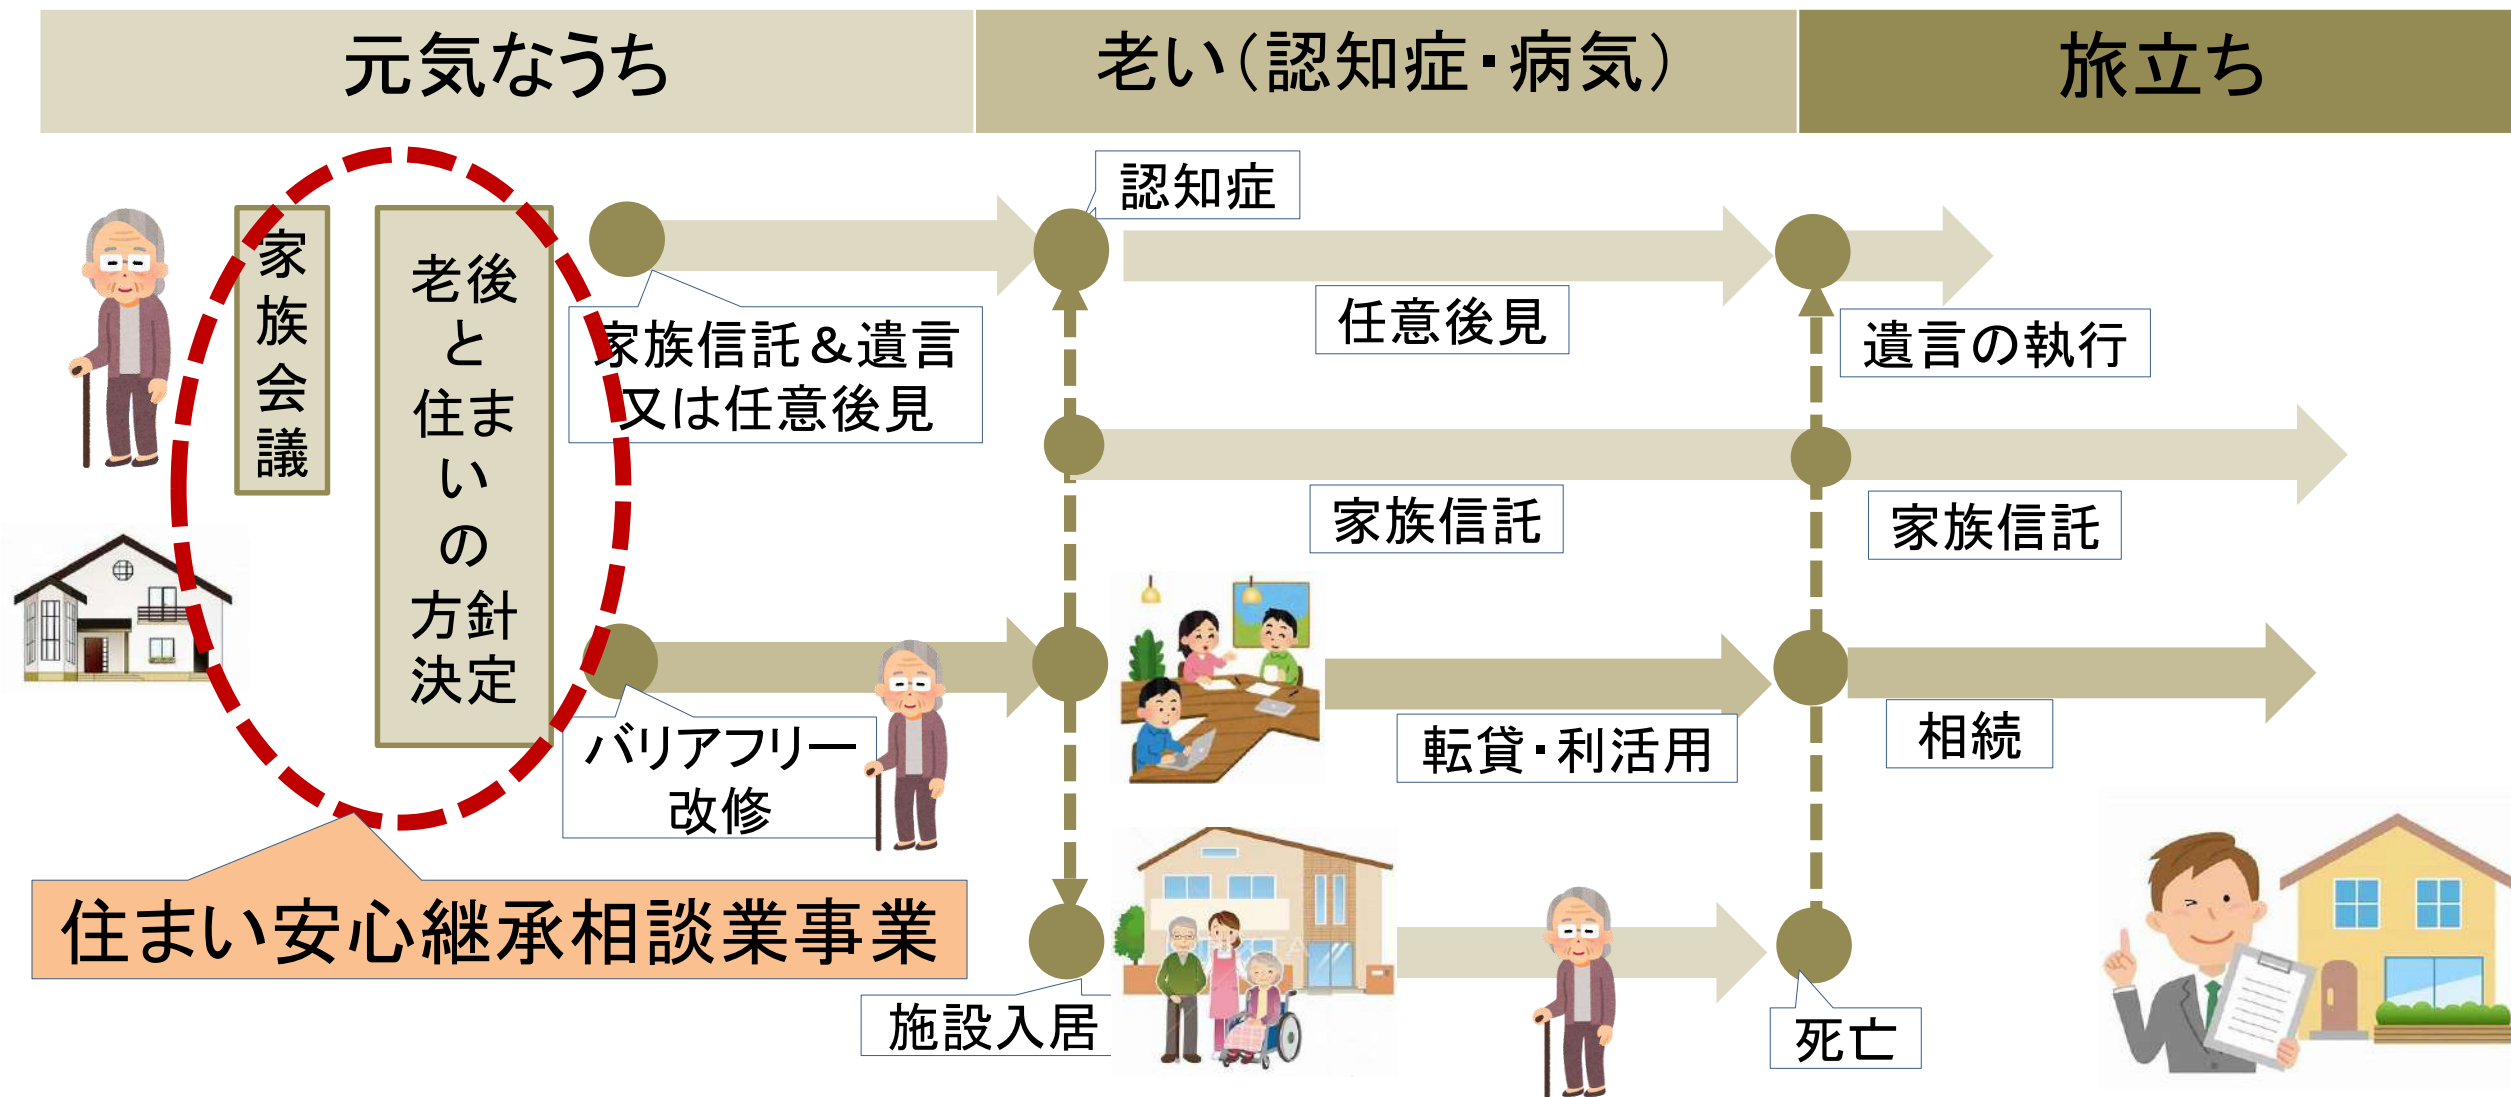 元気なうち
老い(認知症・病気)
旅立ち
家族会議
老後と住まいの方針決定
家族信託&遺言
又は任意後見
認知症
任意後見
遺言の執行
家族信託
家族信託
バリアフリー
改修
転貸・利活用
相続
住まい安心継承相談業事業
施設入居
死亡